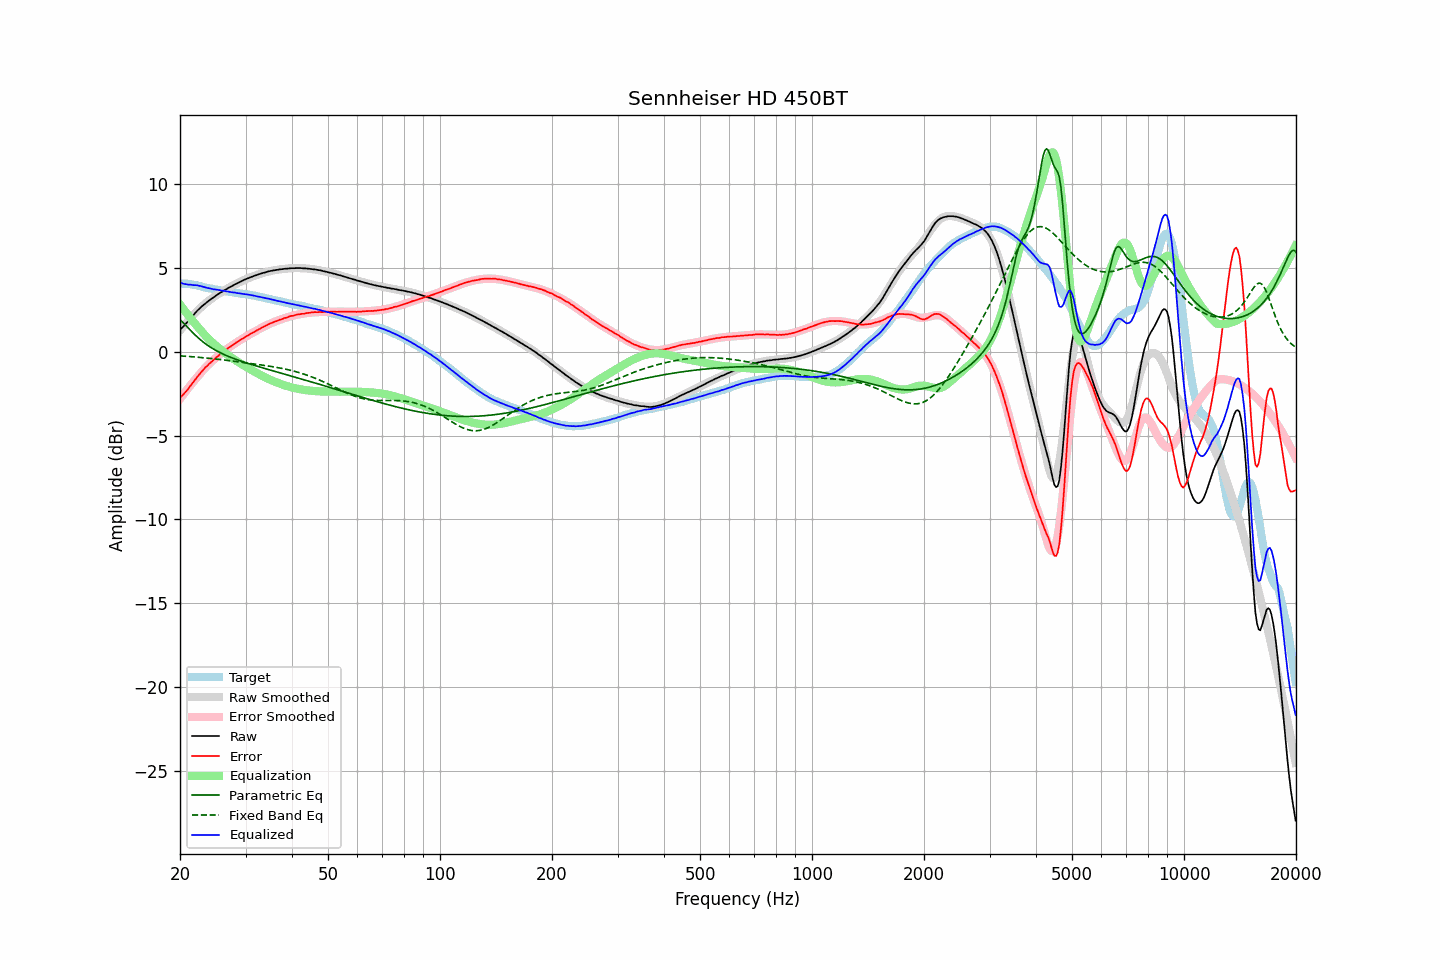 Sennheiser HD 450BT
Amplitude (dBr)
10
5
0
−5
−10
−15
−20
−25
Target
Raw Smoothed
Error Smoothed
Raw
Error
Equalization
Parametric Eq
Fixed Band Eq
Equalized
20 50 100 200 500 1000 2000 5000 10000 20000
Frequency (Hz)